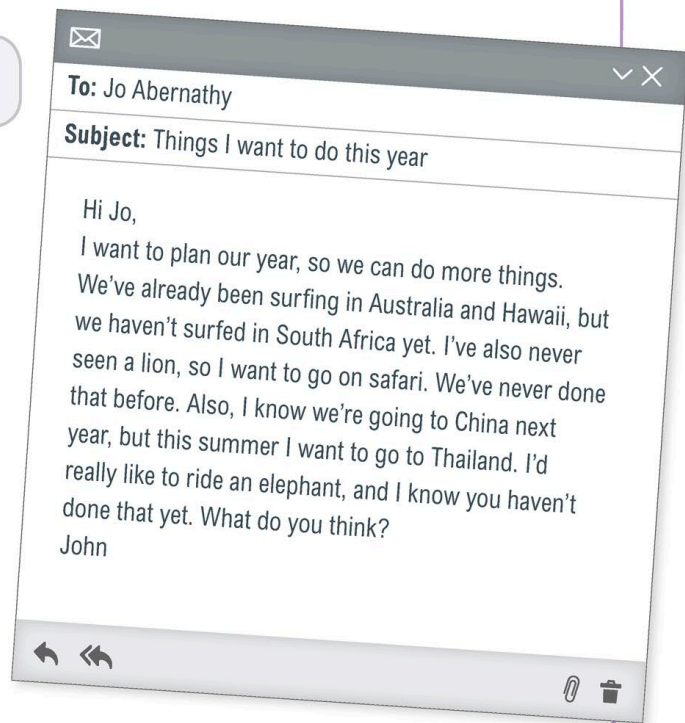 To: Jo Abernathy
Subject: Things I want to do this year
Hi Jo,
I want to plan our year, so we can do more things.
We've already been surfing in Australia and Hawaii, but
we haven't surfed in South Africa yet. I've also never
seen a lion, so I want to go on safari. We've never done
that before. Also, I know we're going to China next
year, but this summer I want to go to Thailand. I'd
really like to ride an elephant, and I know you haven't
done that yet. What do you think?
John